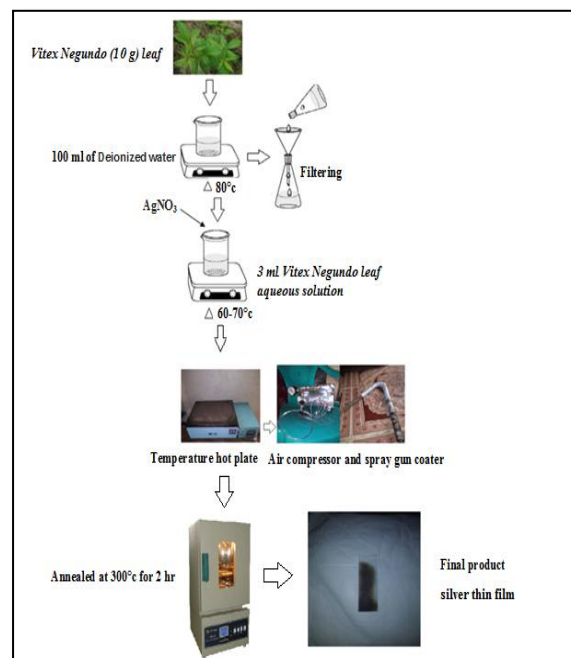 Vitex Negundo (10 g) leaf
100 ml of Deionized water
△ 80°c
Filtering
AgNO₃
3 ml Vitex Negundo leaf
aqueous solution
△ 60-70°c
Temperature hot plate
Air compressor and spray gun coater
Annealed at 300°c for 2 hr
Final product
silver thin film